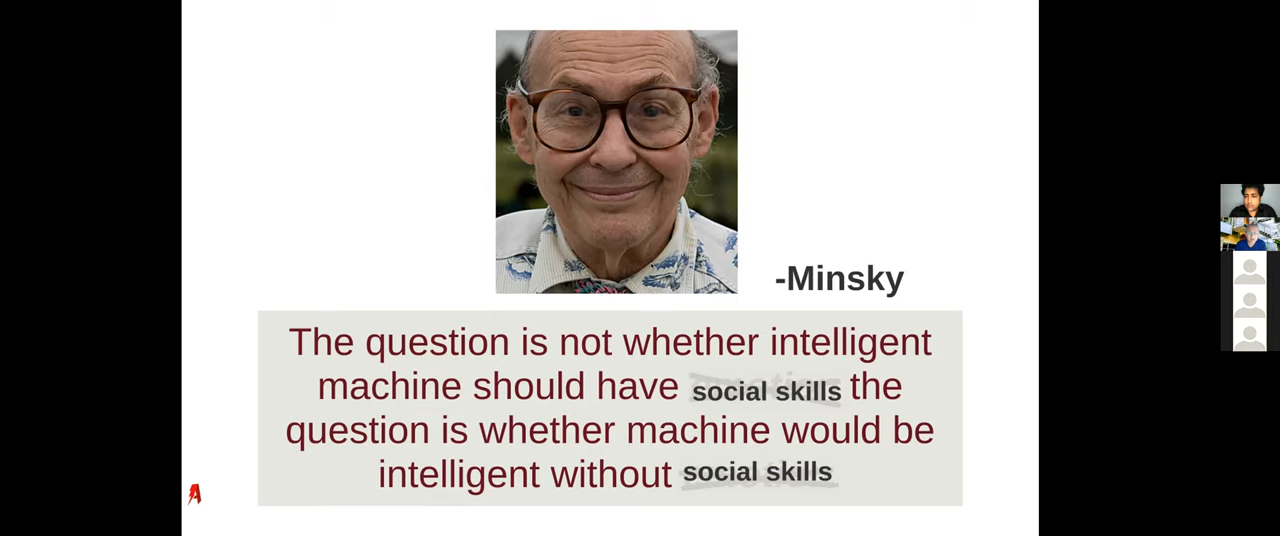 -Minsky
The question is not whether intelligent
machine should have social skills the
question is whether machine would be
intelligent without social skills
A